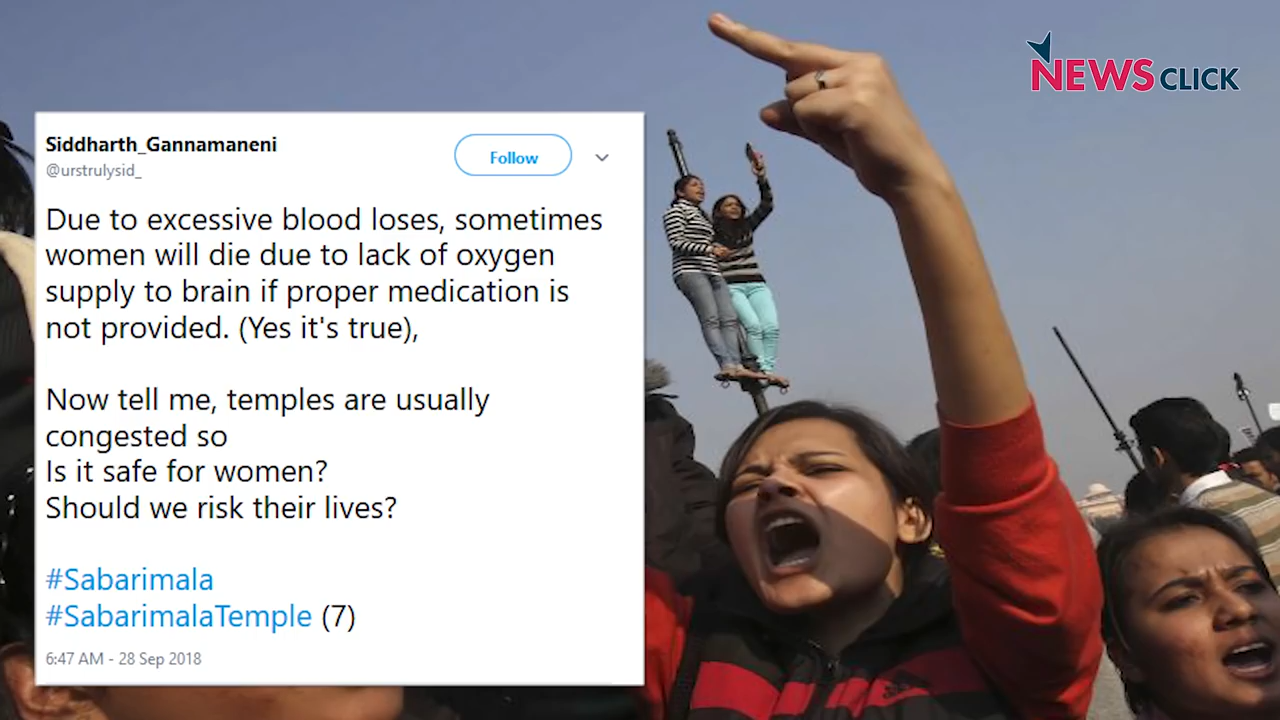 NEWSCLICK
Siddharth_Gannamaneni
Follow
@urstrulysid_
Due to excessive blood loses, sometimes
women will die due to lack of oxygen
supply to brain if proper medication is
not provided. (Yes it's true),
Now tell me, temples are usually
congested so
Is it safe for women?
Should we risk their lives?
#Sabarimala
#SabarimalaTemple (7)
6:47 AM - 28 Sep 2018